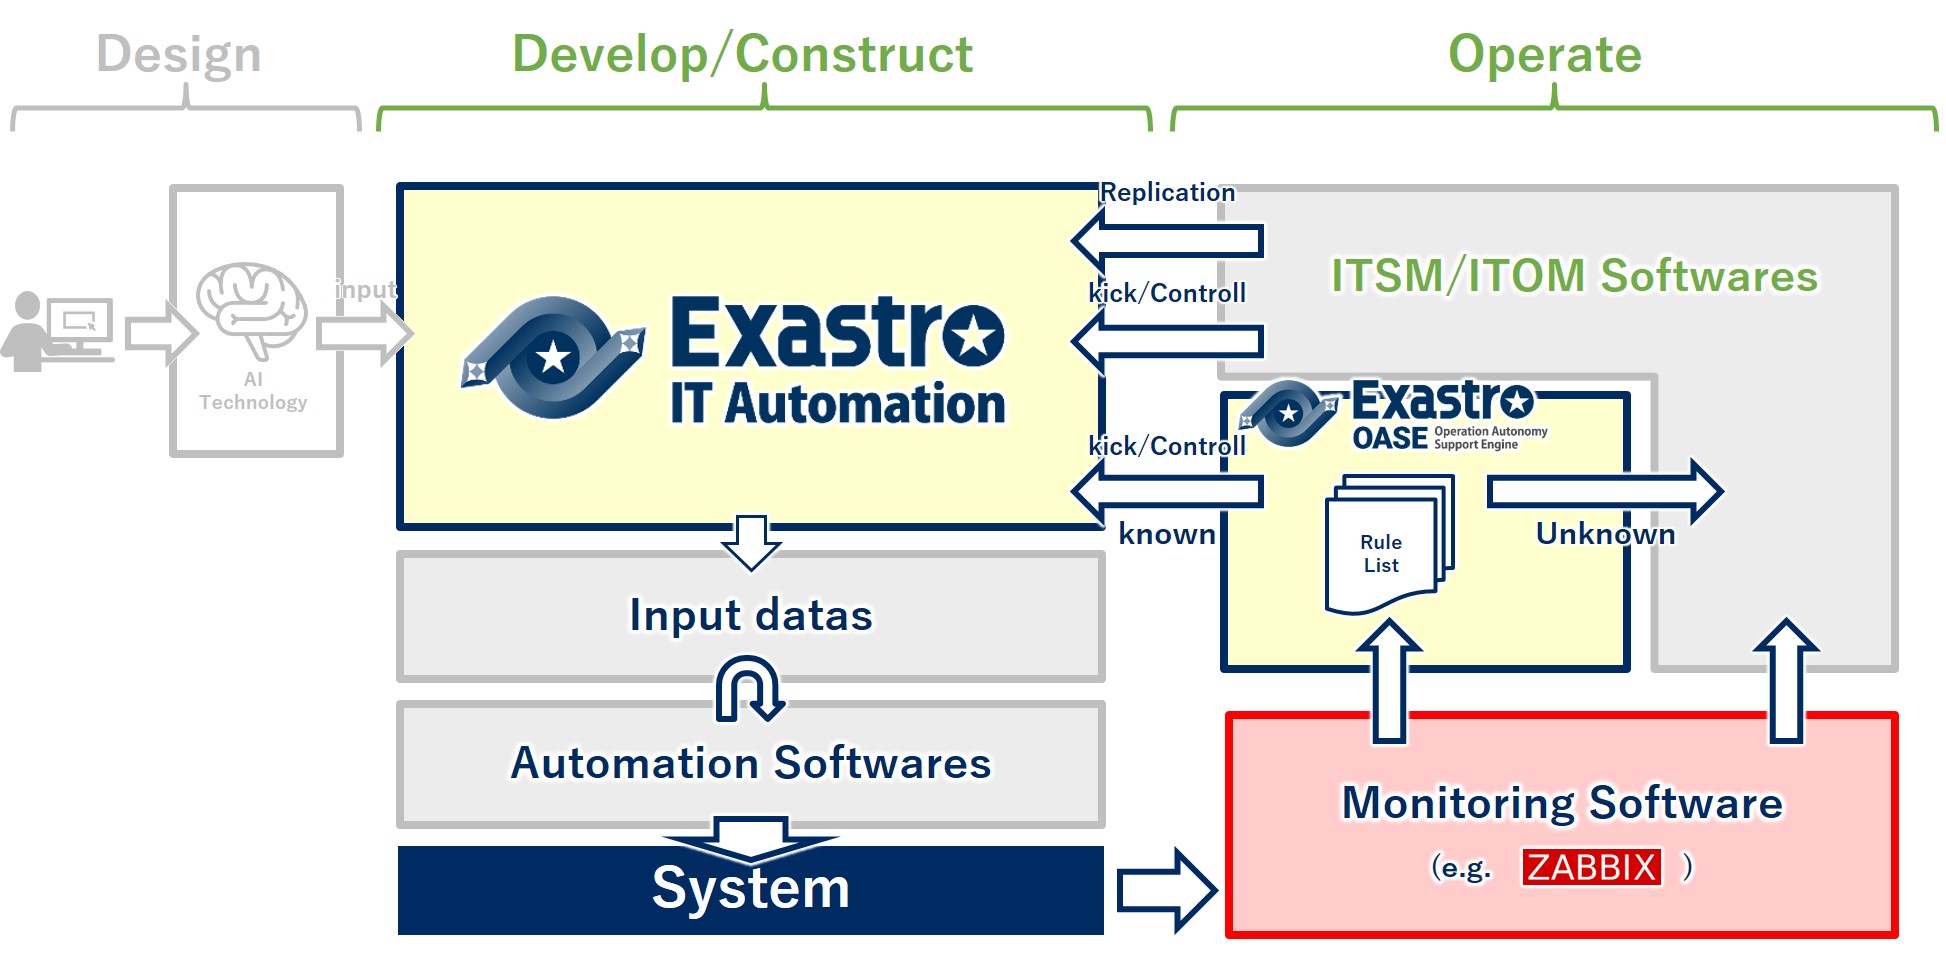 Design
Develop/Construct
Operate
input
AI
Technology
Exastro
IT Automation
Replication
kick/Controll
kick/Controll
known
ITSM/ITOM Softwares
Exastro
OASE Operation Autonomy
Support Engine
Rule
List
Unknown
Input datas
Automation Softwares
System
Monitoring Software
(e.g. ZABBIX )